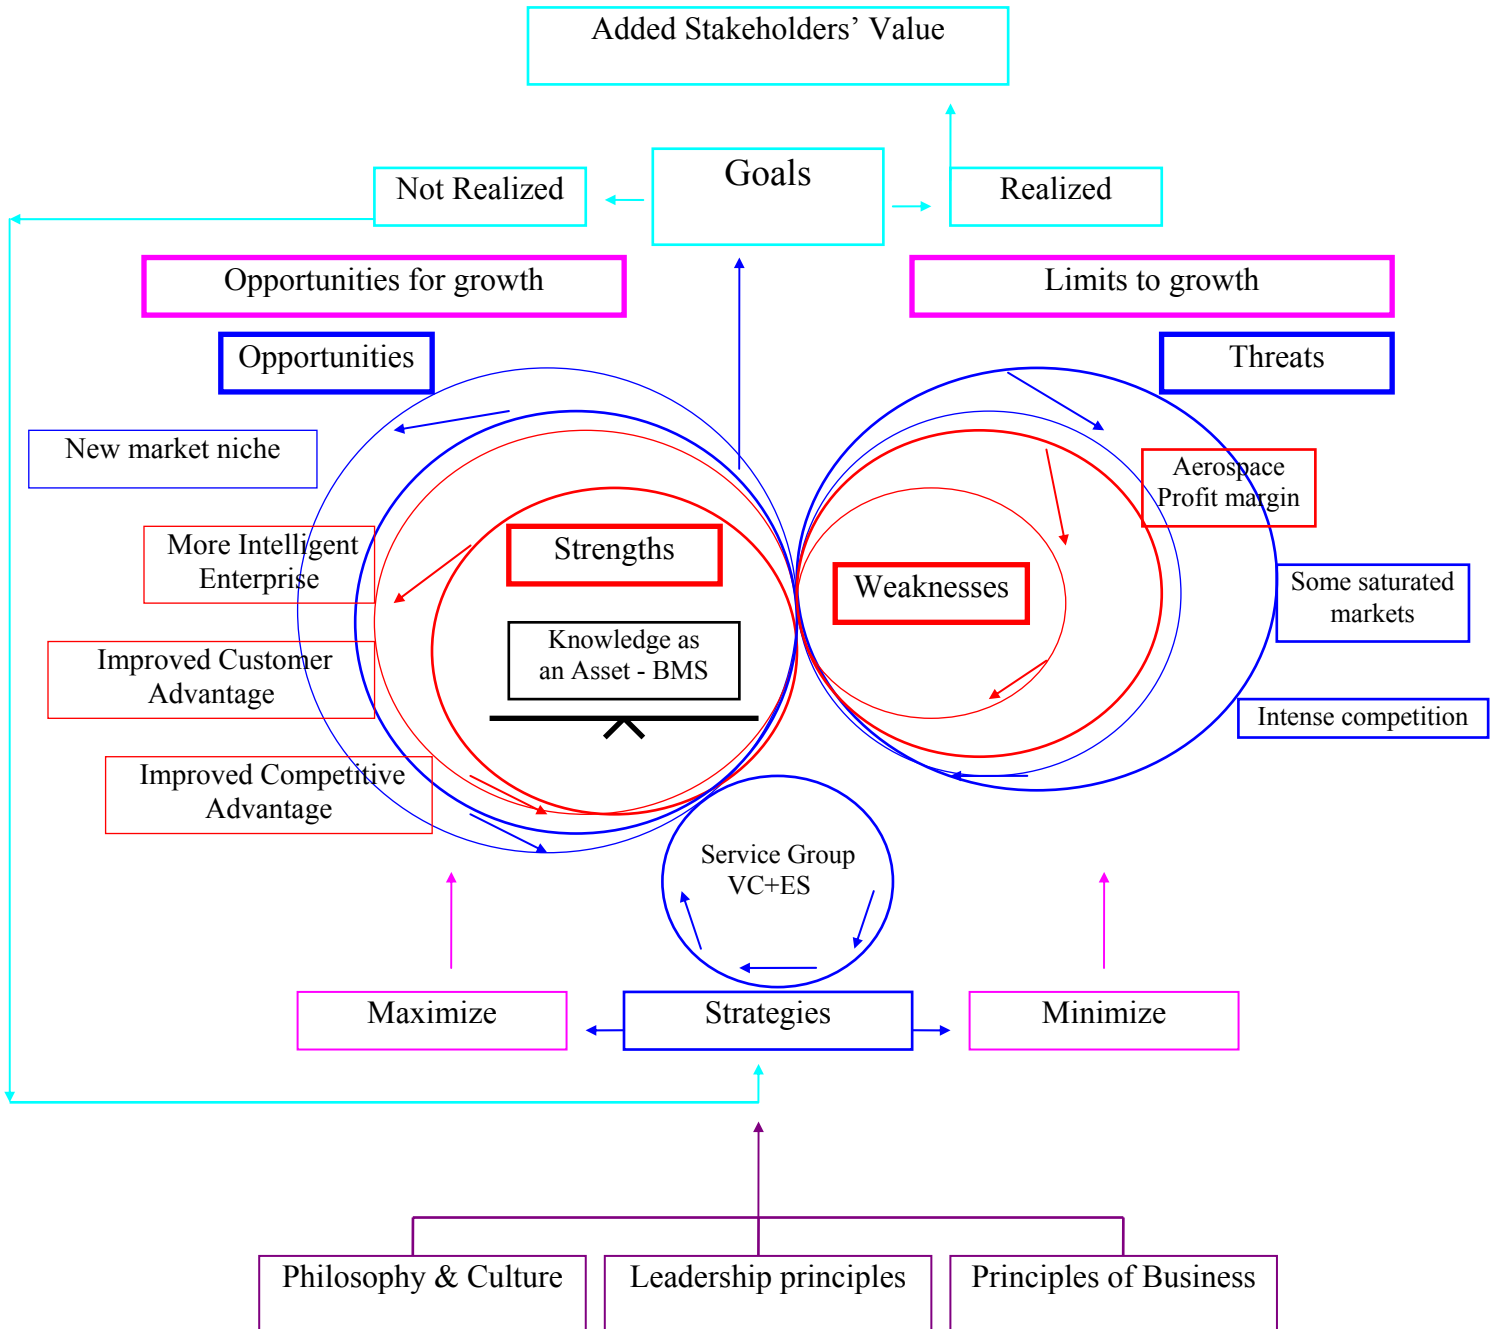 Added Stakeholders’ Value
Goals
Not Realized
Realized
Opportunities for growth
Limits to growth
Opportunities
Threats
New market niche
Aerospace
Profit margin
More Intelligent
Enterprise
Strengths
Weaknesses
Some saturated
markets
Knowledge as
an Asset - BMS
Improved Customer
Advantage
Intense competition
Improved Competitive
Advantage
Service Group
VC+ES
Maximize
Strategies
Minimize
Philosophy & Culture
Leadership principles
Principles of Business